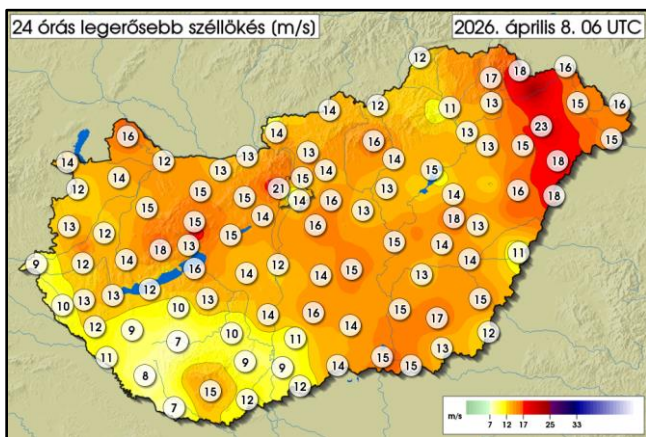 24 órás legerősebb széllökés (m/s) 2026. április 8. 06 UTC
12
18 16
17
14 12 11 13 15 16
16 14 23
13 15
14 12 13 13 13 16 14 15 18
12 14 13 15 14 15
15 15 21 14 16 13 14 16 18
13 12 15 14 16 18 13
18 13 15 15 14 11
9 12 14 16 14 12 14 15 13 14
10 13 13 12 10 13 15
12 9 7 10 14 16 14 15 17
11 11 12
8 15 9 9 14 15 15 13
7 12 12
m/s
7 12 17 25 33